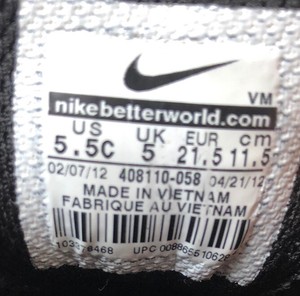 VM
nikebetterworld.com
US UK EUR cm
5.5C 5 21.5 11.5
02/07/12 408110-058 04/21/12
MADE IN VIETNAM
FABRIQUE AU VIETNAM
UPC